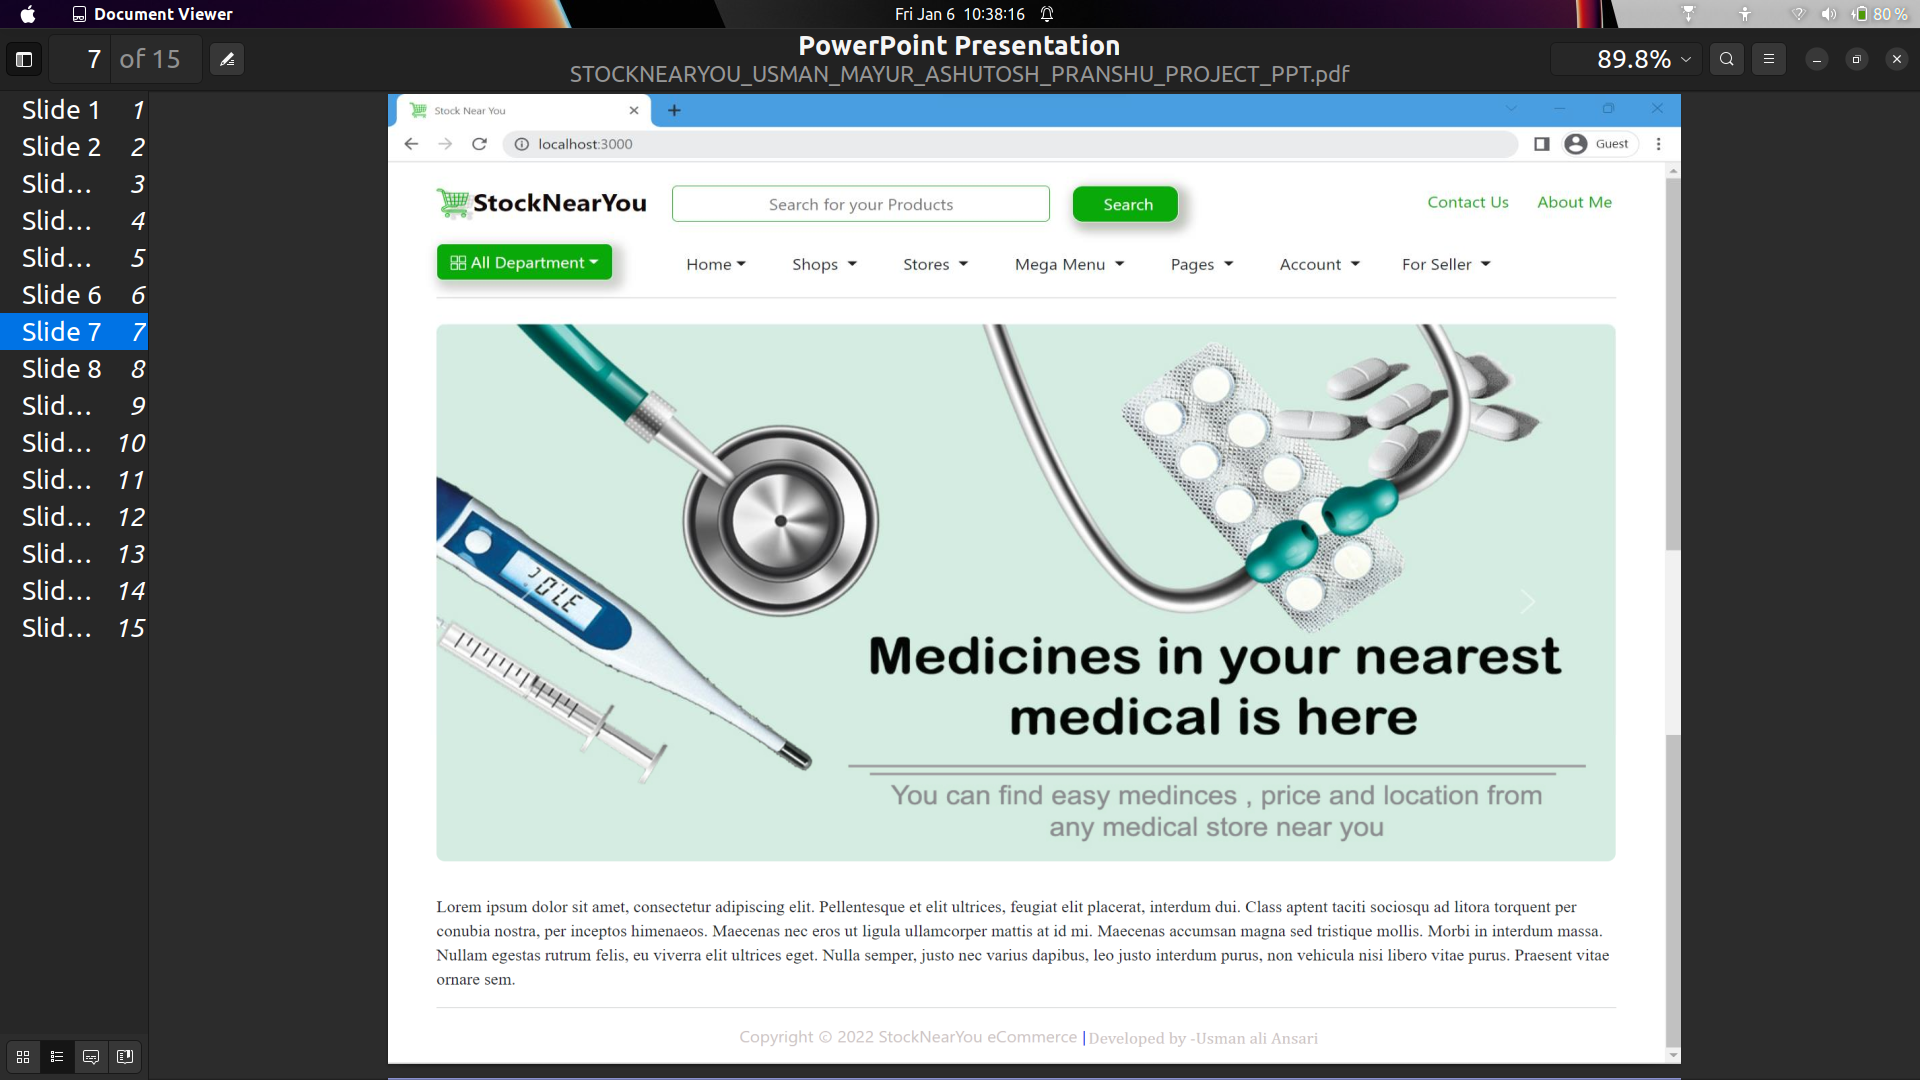 Document Viewer
Fri Jan 6 10:38:16
80 %
7 of 15
PowerPoint Presentation
STOCKNEARYOU_USMAN_MAYUR_ASHUTOSH_PRANSHU_PROJECT_PPT.pdf
89.8%
Slide 1 1
Slide 2 2
Slid... 3
Slid... 4
Slid... 5
Slide 6 6
Slide 7 7
Slide 8 8
Slid... 9
Slid... 10
Slid... 11
Slid... 12
Slid... 13
Slid... 14
Slid... 15
Stock Near You
localhost:3000
Guest
StockNearYou
Search for your Products
Search
Contact Us
About Me
All Department
Home
Shops
Stores
Mega Menu
Pages
Account
For Seller
Medicines in your nearest
medical is here
You can find easy medinces , price and location from
any medical store near you
Lorem ipsum dolor sit amet, consectetur adipiscing elit. Pellentesque et elit ultrices, feugiat elit placerat, interdum dui. Class aptent taciti sociosqu ad litora torquent per
conubia nostra, per inceptos himenaeos. Maecenas nec eros ut ligula ullamcorper mattis at id mi. Maecenas accumsan magna sed tristique mollis. Morbi in interdum massa.
Nullam egestas rutrum felis, eu viverra elit ultrices eget. Nulla semper, justo nec varius dapibus, leo justo interdum purus, non vehicula nisi libero vitae purus. Praesent vitae
ornare sem.
Copyright © 2022 StockNearYou eCommerce | Developed by -Usman ali Ansari